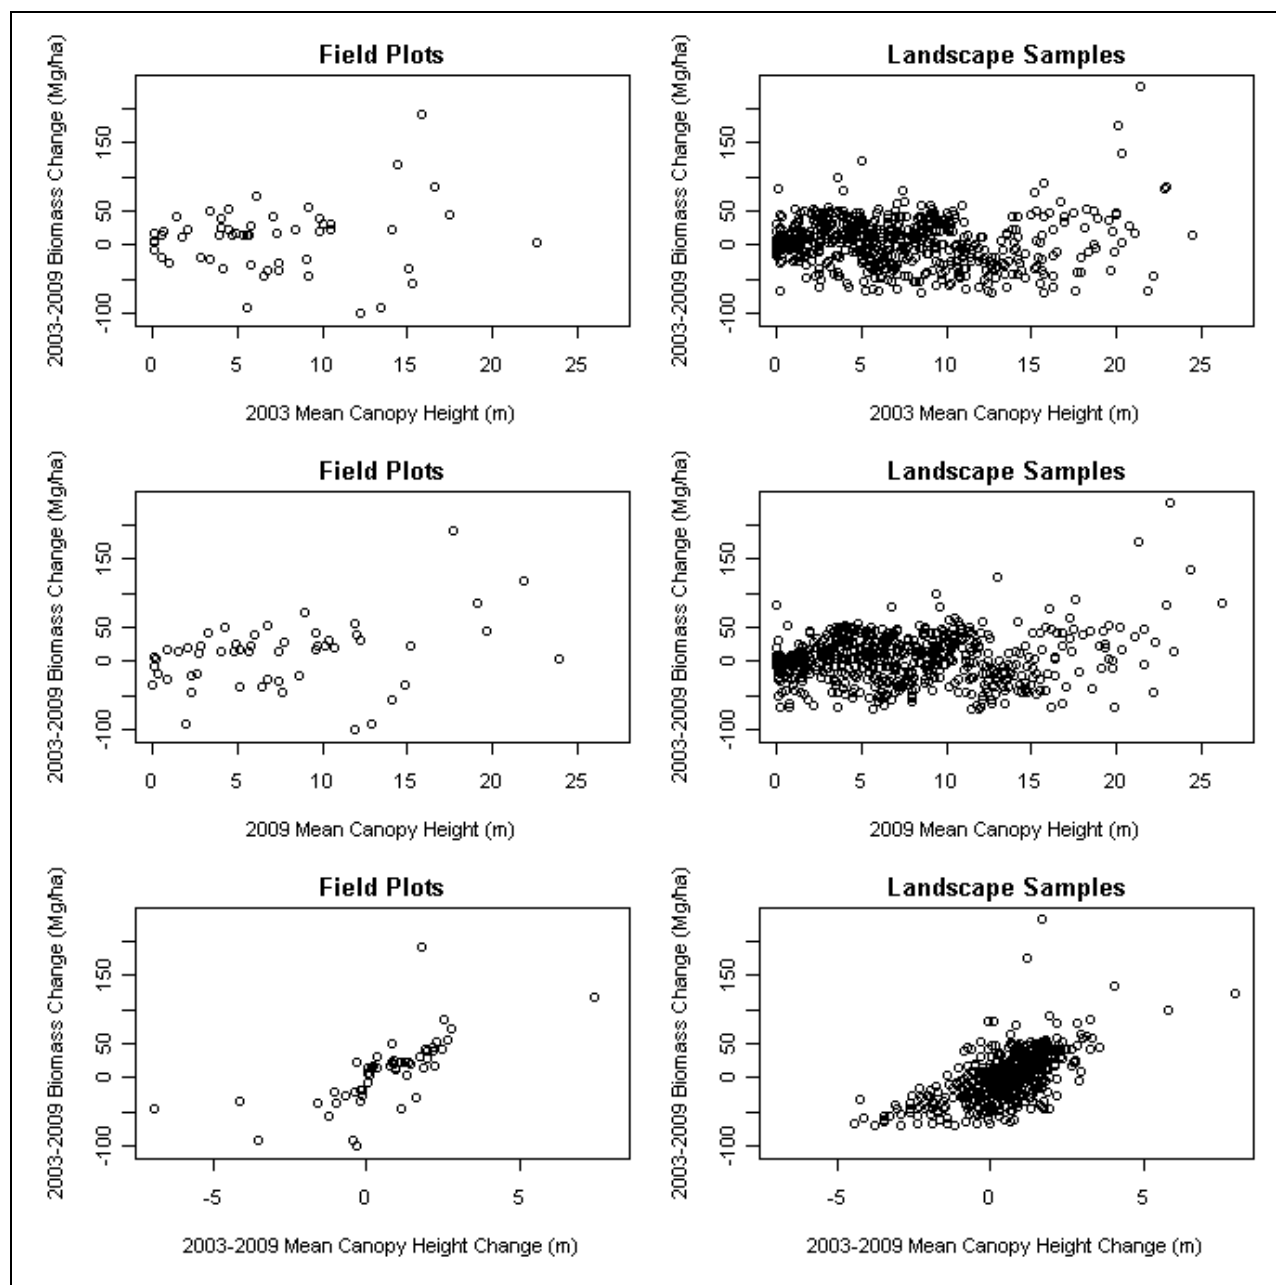 Field Plots
2003-2009 Biomass Change (Mg/ha)
150
50
0
-100
0 5 10 15 20 25
2003 Mean Canopy Height (m)
Landscape Samples
2003-2009 Biomass Change (Mg/ha)
150
50
0
-100
0 5 10 15 20 25
2003 Mean Canopy Height (m)
Field Plots
2003-2009 Biomass Change (Mg/ha)
150
50
0
-100
0 5 10 15 20 25
2009 Mean Canopy Height (m)
Landscape Samples
2003-2009 Biomass Change (Mg/ha)
150
50
0
-100
0 5 10 15 20 25
2009 Mean Canopy Height (m)
Field Plots
2003-2009 Biomass Change (Mg/ha)
150
50
0
-100
-5 0 5
2003-2009 Mean Canopy Height Change (m)
Landscape Samples
2003-2009 Biomass Change (Mg/ha)
150
50
0
-100
-5 0 5
2003-2009 Mean Canopy Height Change (m)